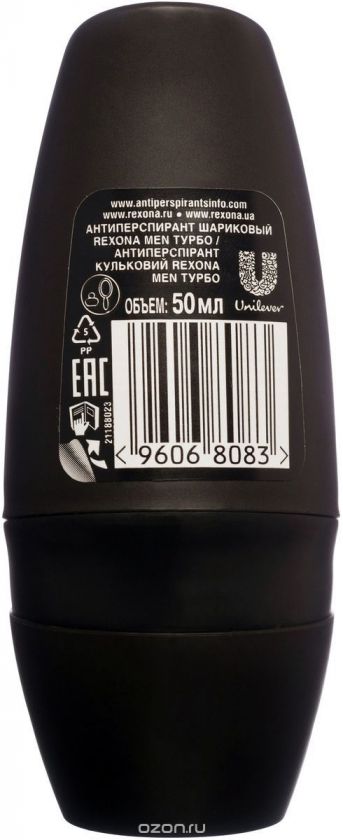 www.antiperspirantsinfo.com
www.rexona.ru • www.rexona.ua
АНТИПЕРСПИРАНТ ШАРИКОВЫЙ
REXONA MEN ТУРБО /
АНТИПЕРСПІРАНТ
КУЛЬКОВИЙ REXONA
MEN ТУРБО
ОБЪЕМ: 50 МЛ
Unilever
5
PP
EAC
21188023
< 9606 8083 >
ozon.ru